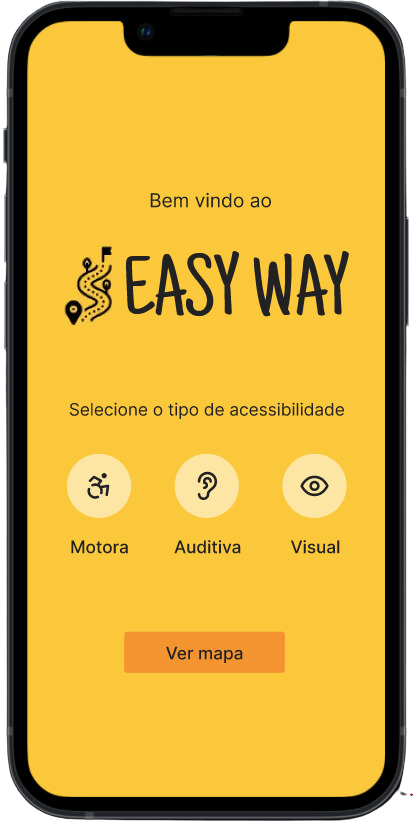 Bem vindo ao
EASY WAY
Selecione o tipo de acessibilidade
Motora Auditiva Visual
Ver mapa